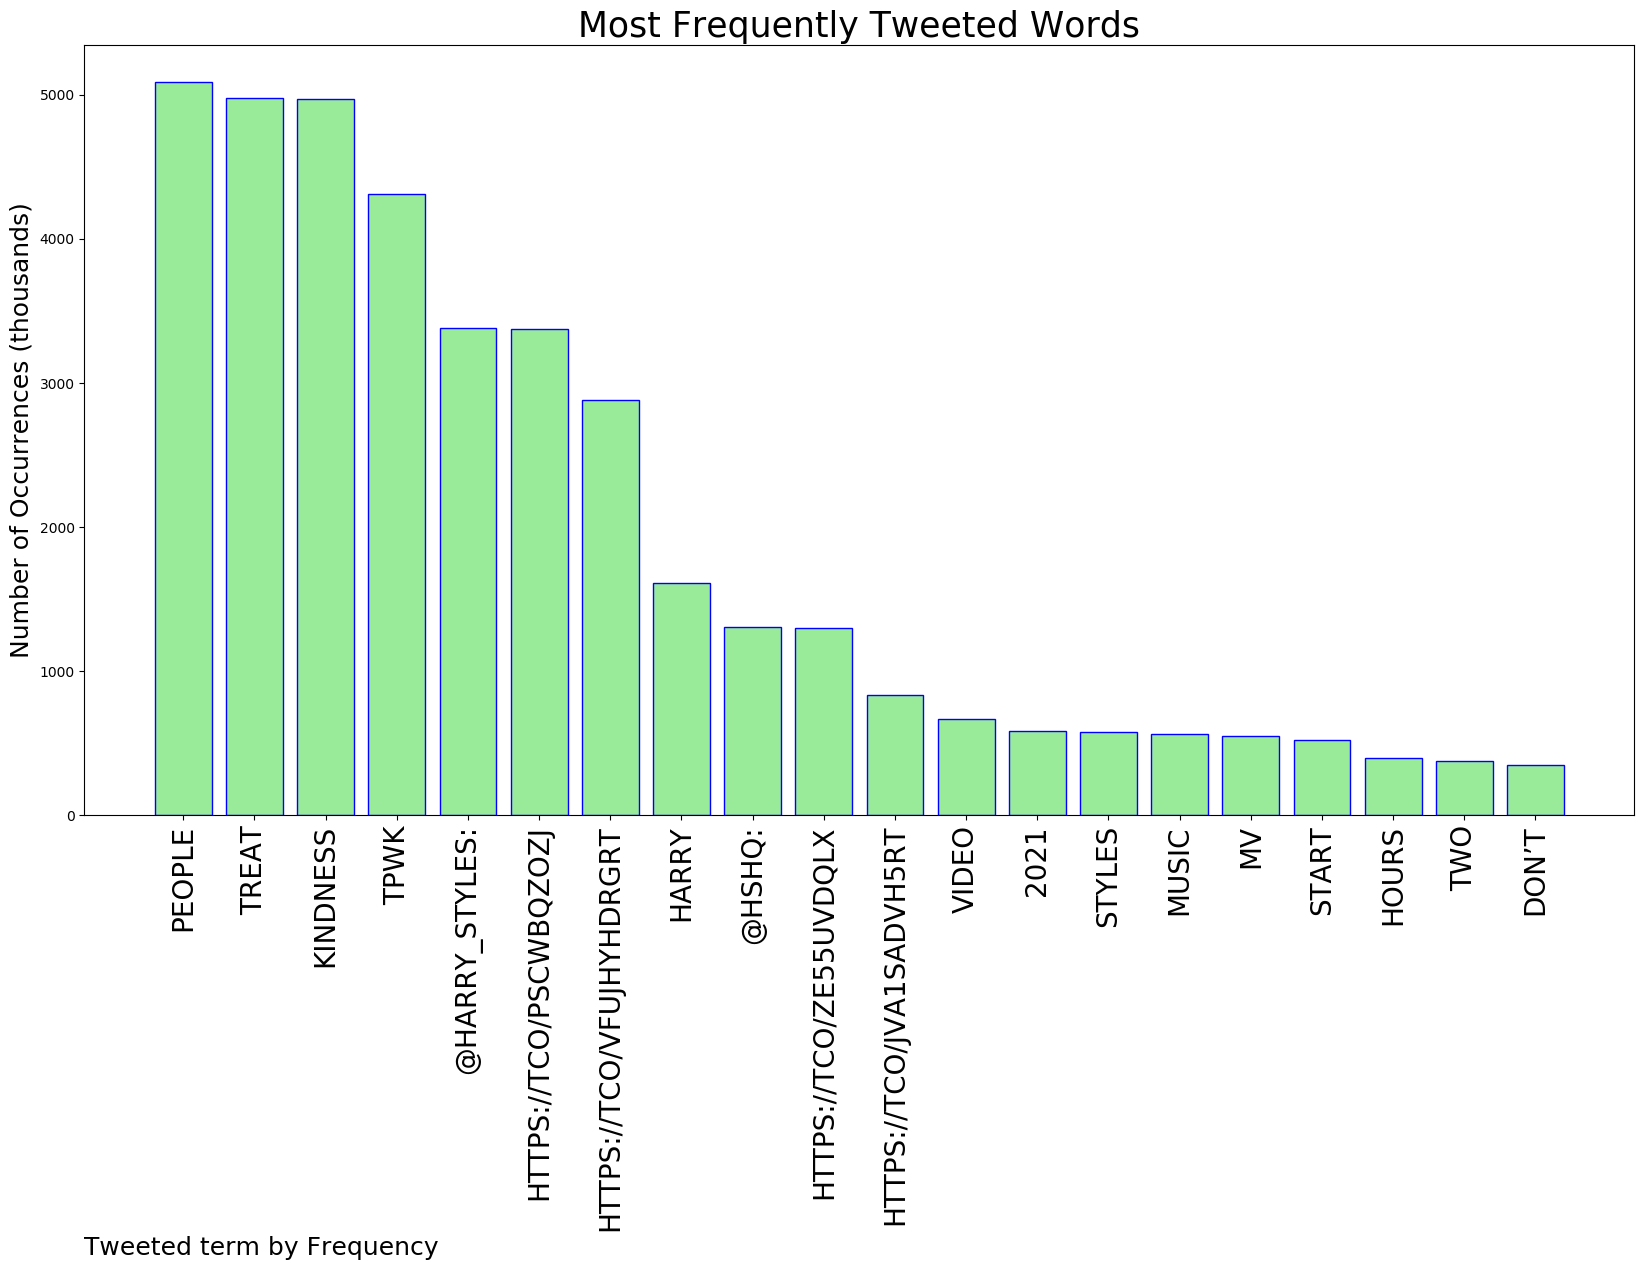 Most Frequently Tweeted Words
Number of Occurrences (thousands)
5000
4000
3000
2000
1000
0
PEOPLE
TREAT
KINDNESS
TPWK
@HARRY_STYLES:
HTTPS://TCO/PSCWBQZOZJ
HTTPS://TCO/VFUJHYHDRGRT
HARRY
@HSHQ:
HTTPS://TCO/ZE55UVDQLX
HTTPS://TCO/JVA1SADVH5RT
VIDEO
2021
STYLES
MUSIC
MV
START
HOURS
TWO
DON’T
Tweeted term by Frequency